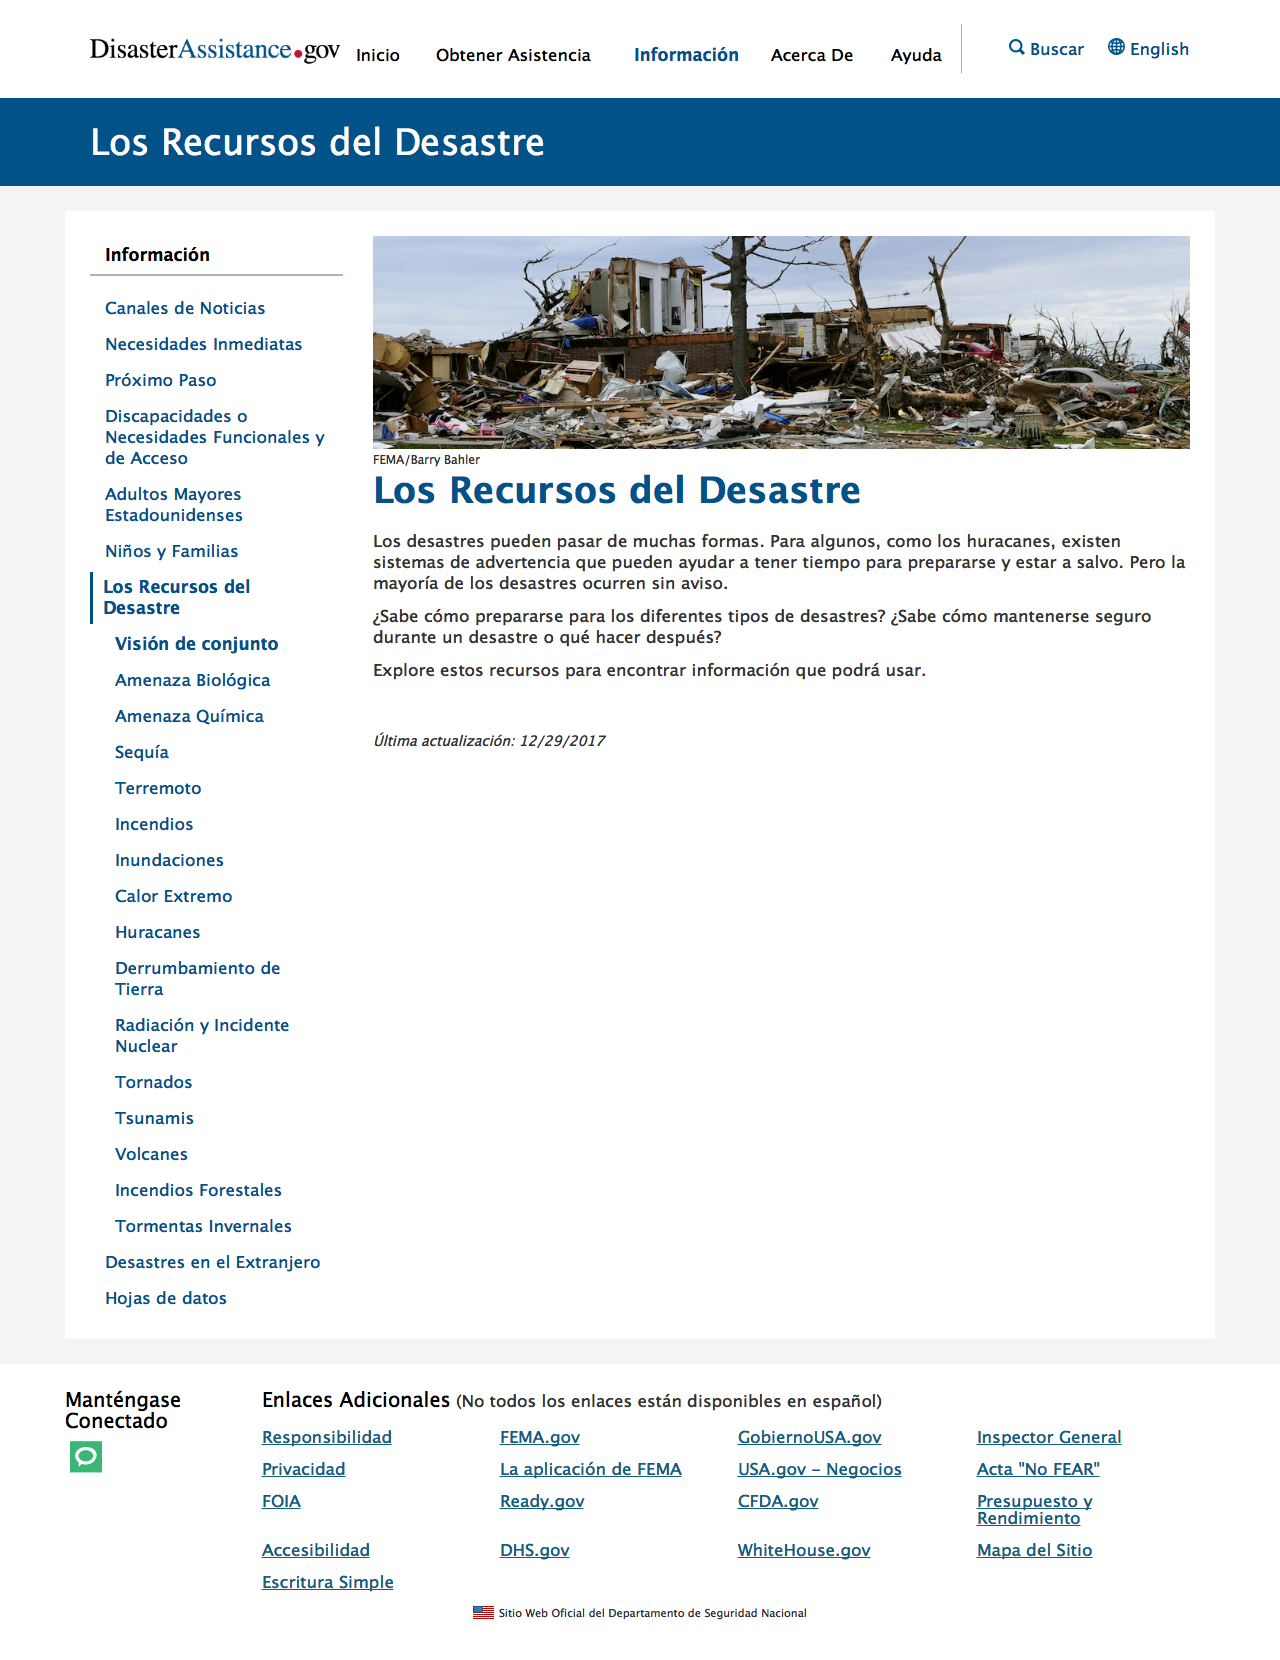 DisasterAssistance.gov
Inicio
Obtener Asistencia
Información
Acerca De
Ayuda
Buscar
English
Los Recursos del Desastre
Información
Canales de Noticias
Necesidades Inmediatas
Próximo Paso
Discapacidades o
Necesidades Funcionales y
de Acceso
Adultos Mayores
Estadounidenses
Niños y Familias
Los Recursos del
Desastre
Visión de conjunto
Amenaza Biológica
Amenaza Química
Sequía
Terremoto
Incendios
Inundaciones
Calor Extremo
Huracanes
Derrumbamiento de
Tierra
Radiación y Incidente
Nuclear
Tornados
Tsunamis
Volcanes
Incendios Forestales
Tormentas Invernales
Desastres en el Extranjero
Hojas de datos
FEMA/Barry Bahler
Los Recursos del Desastre
Los desastres pueden pasar de muchas formas. Para algunos, como los huracanes, existen
sistemas de advertencia que pueden ayudar a tener tiempo para prepararse y estar a salvo. Pero la
mayoría de los desastres ocurren sin aviso.
¿Sabe cómo prepararse para los diferentes tipos de desastres? ¿Sabe cómo mantenerse seguro
durante un desastre o qué hacer después?
Explore estos recursos para encontrar información que podrá usar.
Última actualización: 12/29/2017
Manténgase
Conectado
Enlaces Adicionales (No todos los enlaces están disponibles en español)
Responsibilidad
FEMA.gov
GobiernoUSA.gov
Inspector General
Privacidad
La aplicación de FEMA
USA.gov – Negocios
Acta "No FEAR"
FOIA
Ready.gov
CFDA.gov
Presupuesto y
Rendimiento
Accesibilidad
DHS.gov
WhiteHouse.gov
Mapa del Sitio
Escritura Simple
Sitio Web Oficial del Departamento de Seguridad Nacional